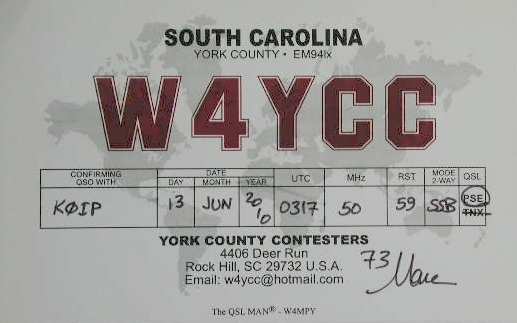 SOUTH CAROLINA
YORK COUNTY • EM94lx
W4YCC
CONFIRMING QSO WITH DATE UTC MHz RST MODE 2-WAY QSL
DAY MONTH YEAR
KØIP 13 JUN 2010 0317 50 59 SSB PSE
TNX
YORK COUNTY CONTESTERS
4406 Deer Run
Rock Hill, SC 29732 U.S.A.
Email: w4ycc@hotmail.com
73 Marc
The QSL MAN® - W4MPY